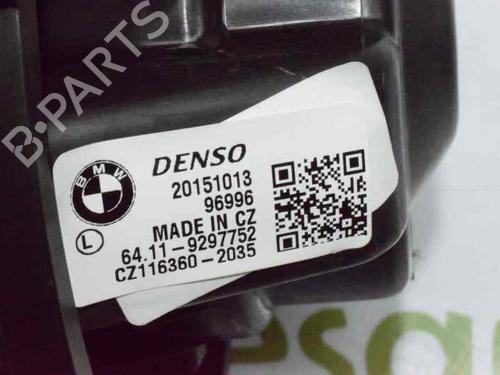 B-PARTS
BMW
DENSO
20151013
96996
MADE IN CZ
L
64.11-9297752
CZ116360-2035